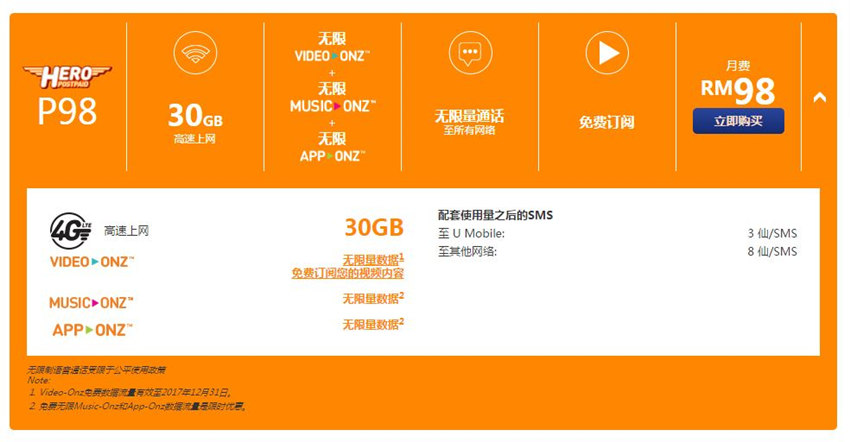 HERO
POSTPAID
P98
30GB
高速上网
无限
VIDEO ONZ™
+
无限
MUSIC ONZ™
+
无限
APP ONZ™
无限量通话
至所有网络
免费订阅
月费
RM98
立即购买
4G LTE 高速上网 30GB
VIDEO ONZ™ 无限量数据1
免费订阅您的视频内容
MUSIC ONZ™ 无限量数据2
APP ONZ™ 无限量数据2
配套使用量之后的SMS
至 U Mobile: 3 仙/SMS
至其他网络: 8 仙/SMS
无限制语音通话受限于公平使用政策
Note:
1. Video-Onz免费数据流量有效至2017年12月31日。
2. 免费无限Music-Onz和App-Onz数据流量是限时优惠。